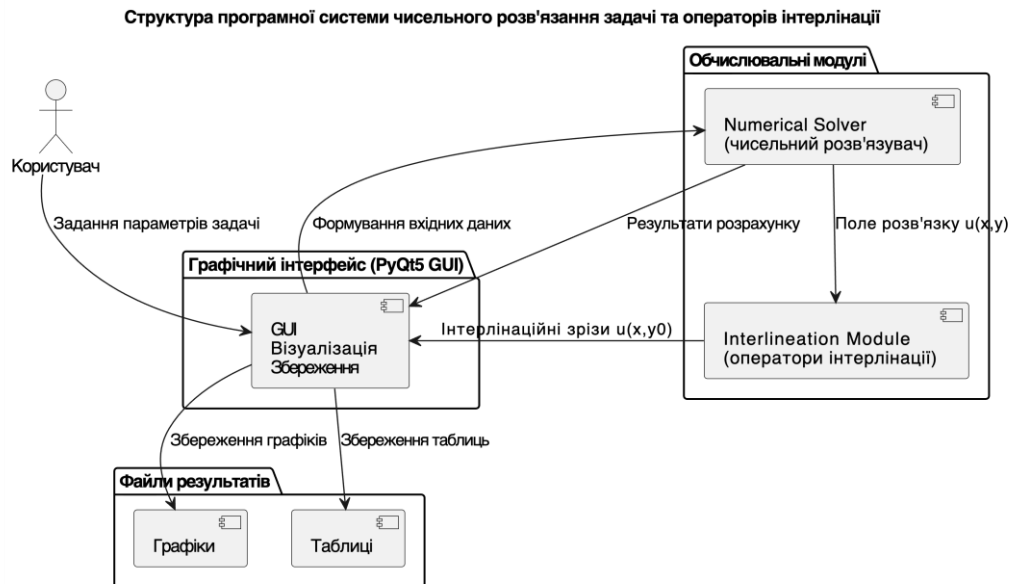 Структура програмної системи чисельного розв'язання задачі та операторів інтерлінації
Обчислювальні модулі
Numerical Solver
(чисельний розв'язувач)
Користувач
Задання параметрів задачі
Формування вхідних даних
Результати розрахунку
Поле розв'язку u(x,y)
Графічний інтерфейс (PyQt5 GUI)
GUI
Візуалізація
Збереження
Інтерлінаційні зрізи u(x,y0)
Interlineation Module
(оператори інтерлінації)
Збереження графіків
Збереження таблиць
Файли результатів
Графіки
Таблиці